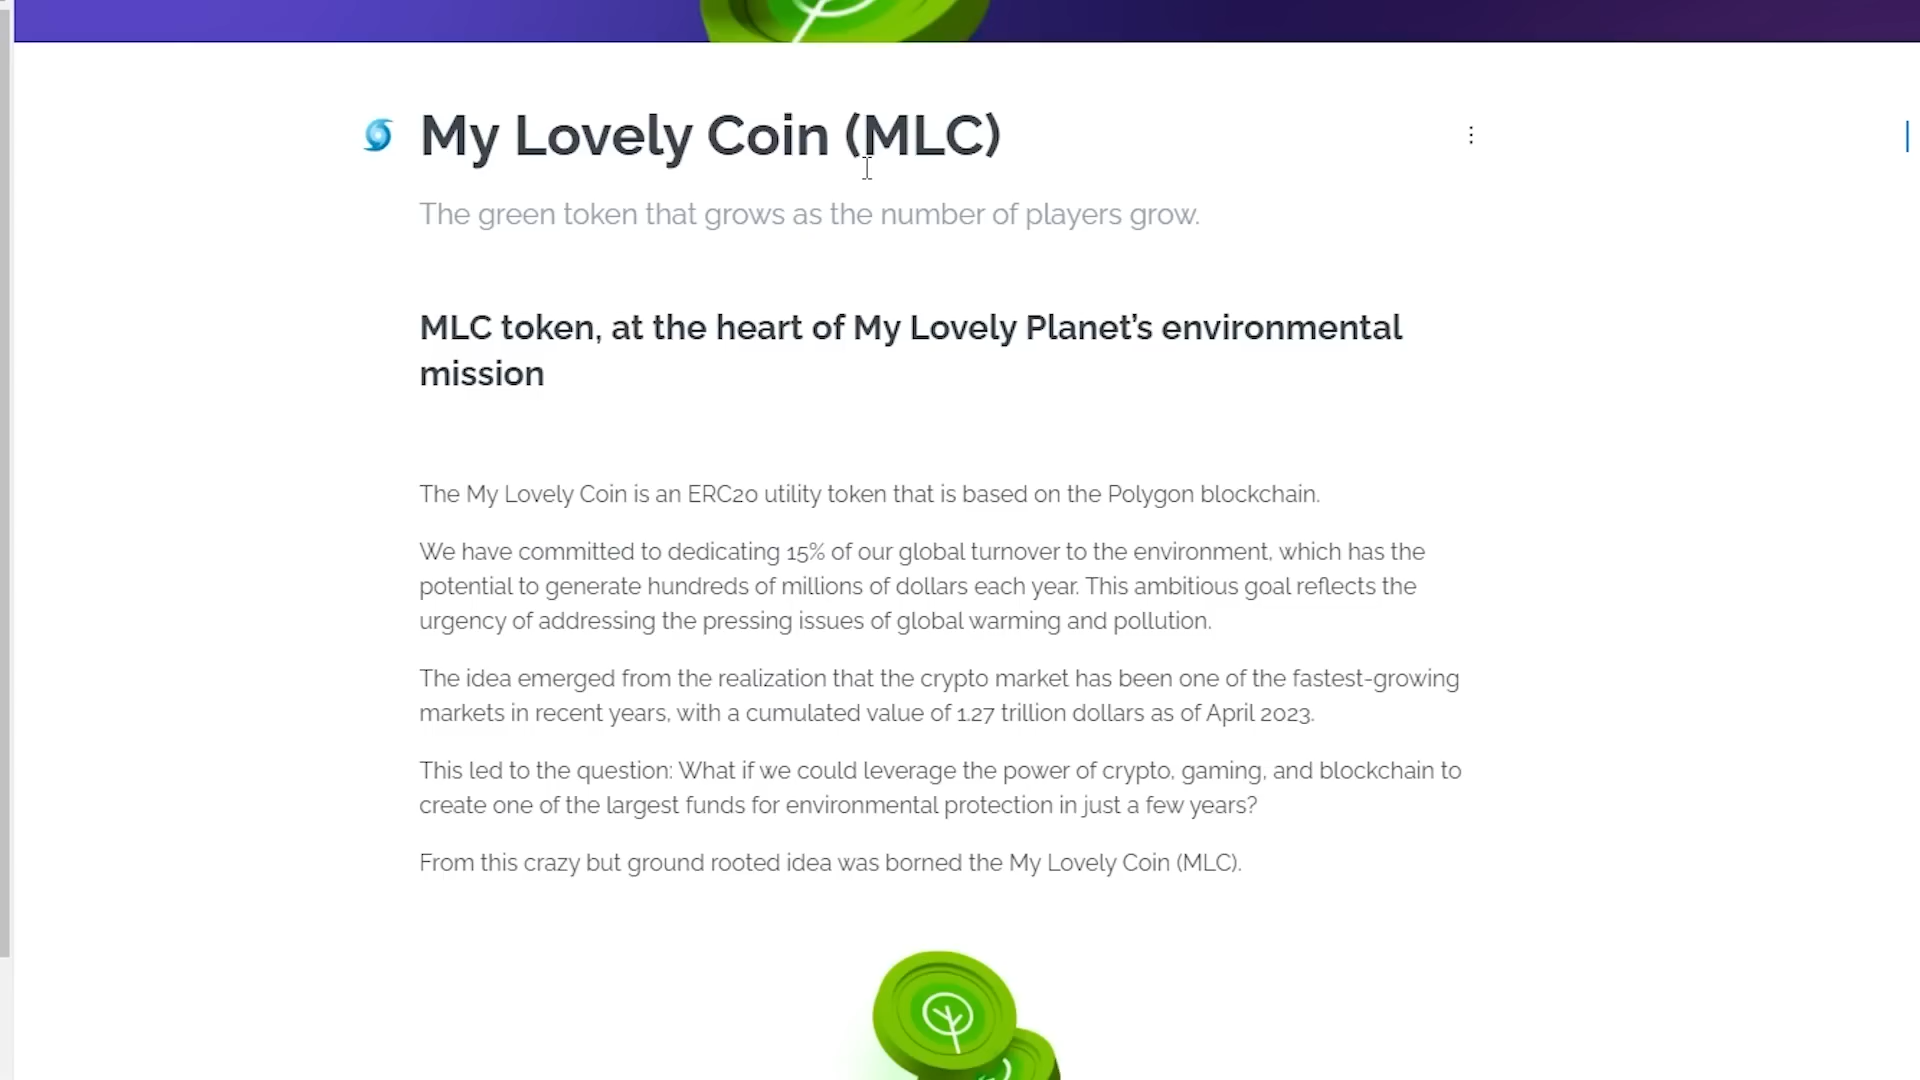 My Lovely Coin (MLC)
The green token that grows as the number of players grow.
MLC token, at the heart of My Lovely Planet’s environmental
mission
The My Lovely Coin is an ERC20 utility token that is based on the Polygon blockchain.
We have committed to dedicating 15% of our global turnover to the environment, which has the
potential to generate hundreds of millions of dollars each year. This ambitious goal reflects the
urgency of addressing the pressing issues of global warming and pollution.
The idea emerged from the realization that the crypto market has been one of the fastest-growing
markets in recent years, with a cumulated value of 1.27 trillion dollars as of April 2023.
This led to the question: What if we could leverage the power of crypto, gaming, and blockchain to
create one of the largest funds for environmental protection in just a few years?
From this crazy but ground rooted idea was borned the My Lovely Coin (MLC).